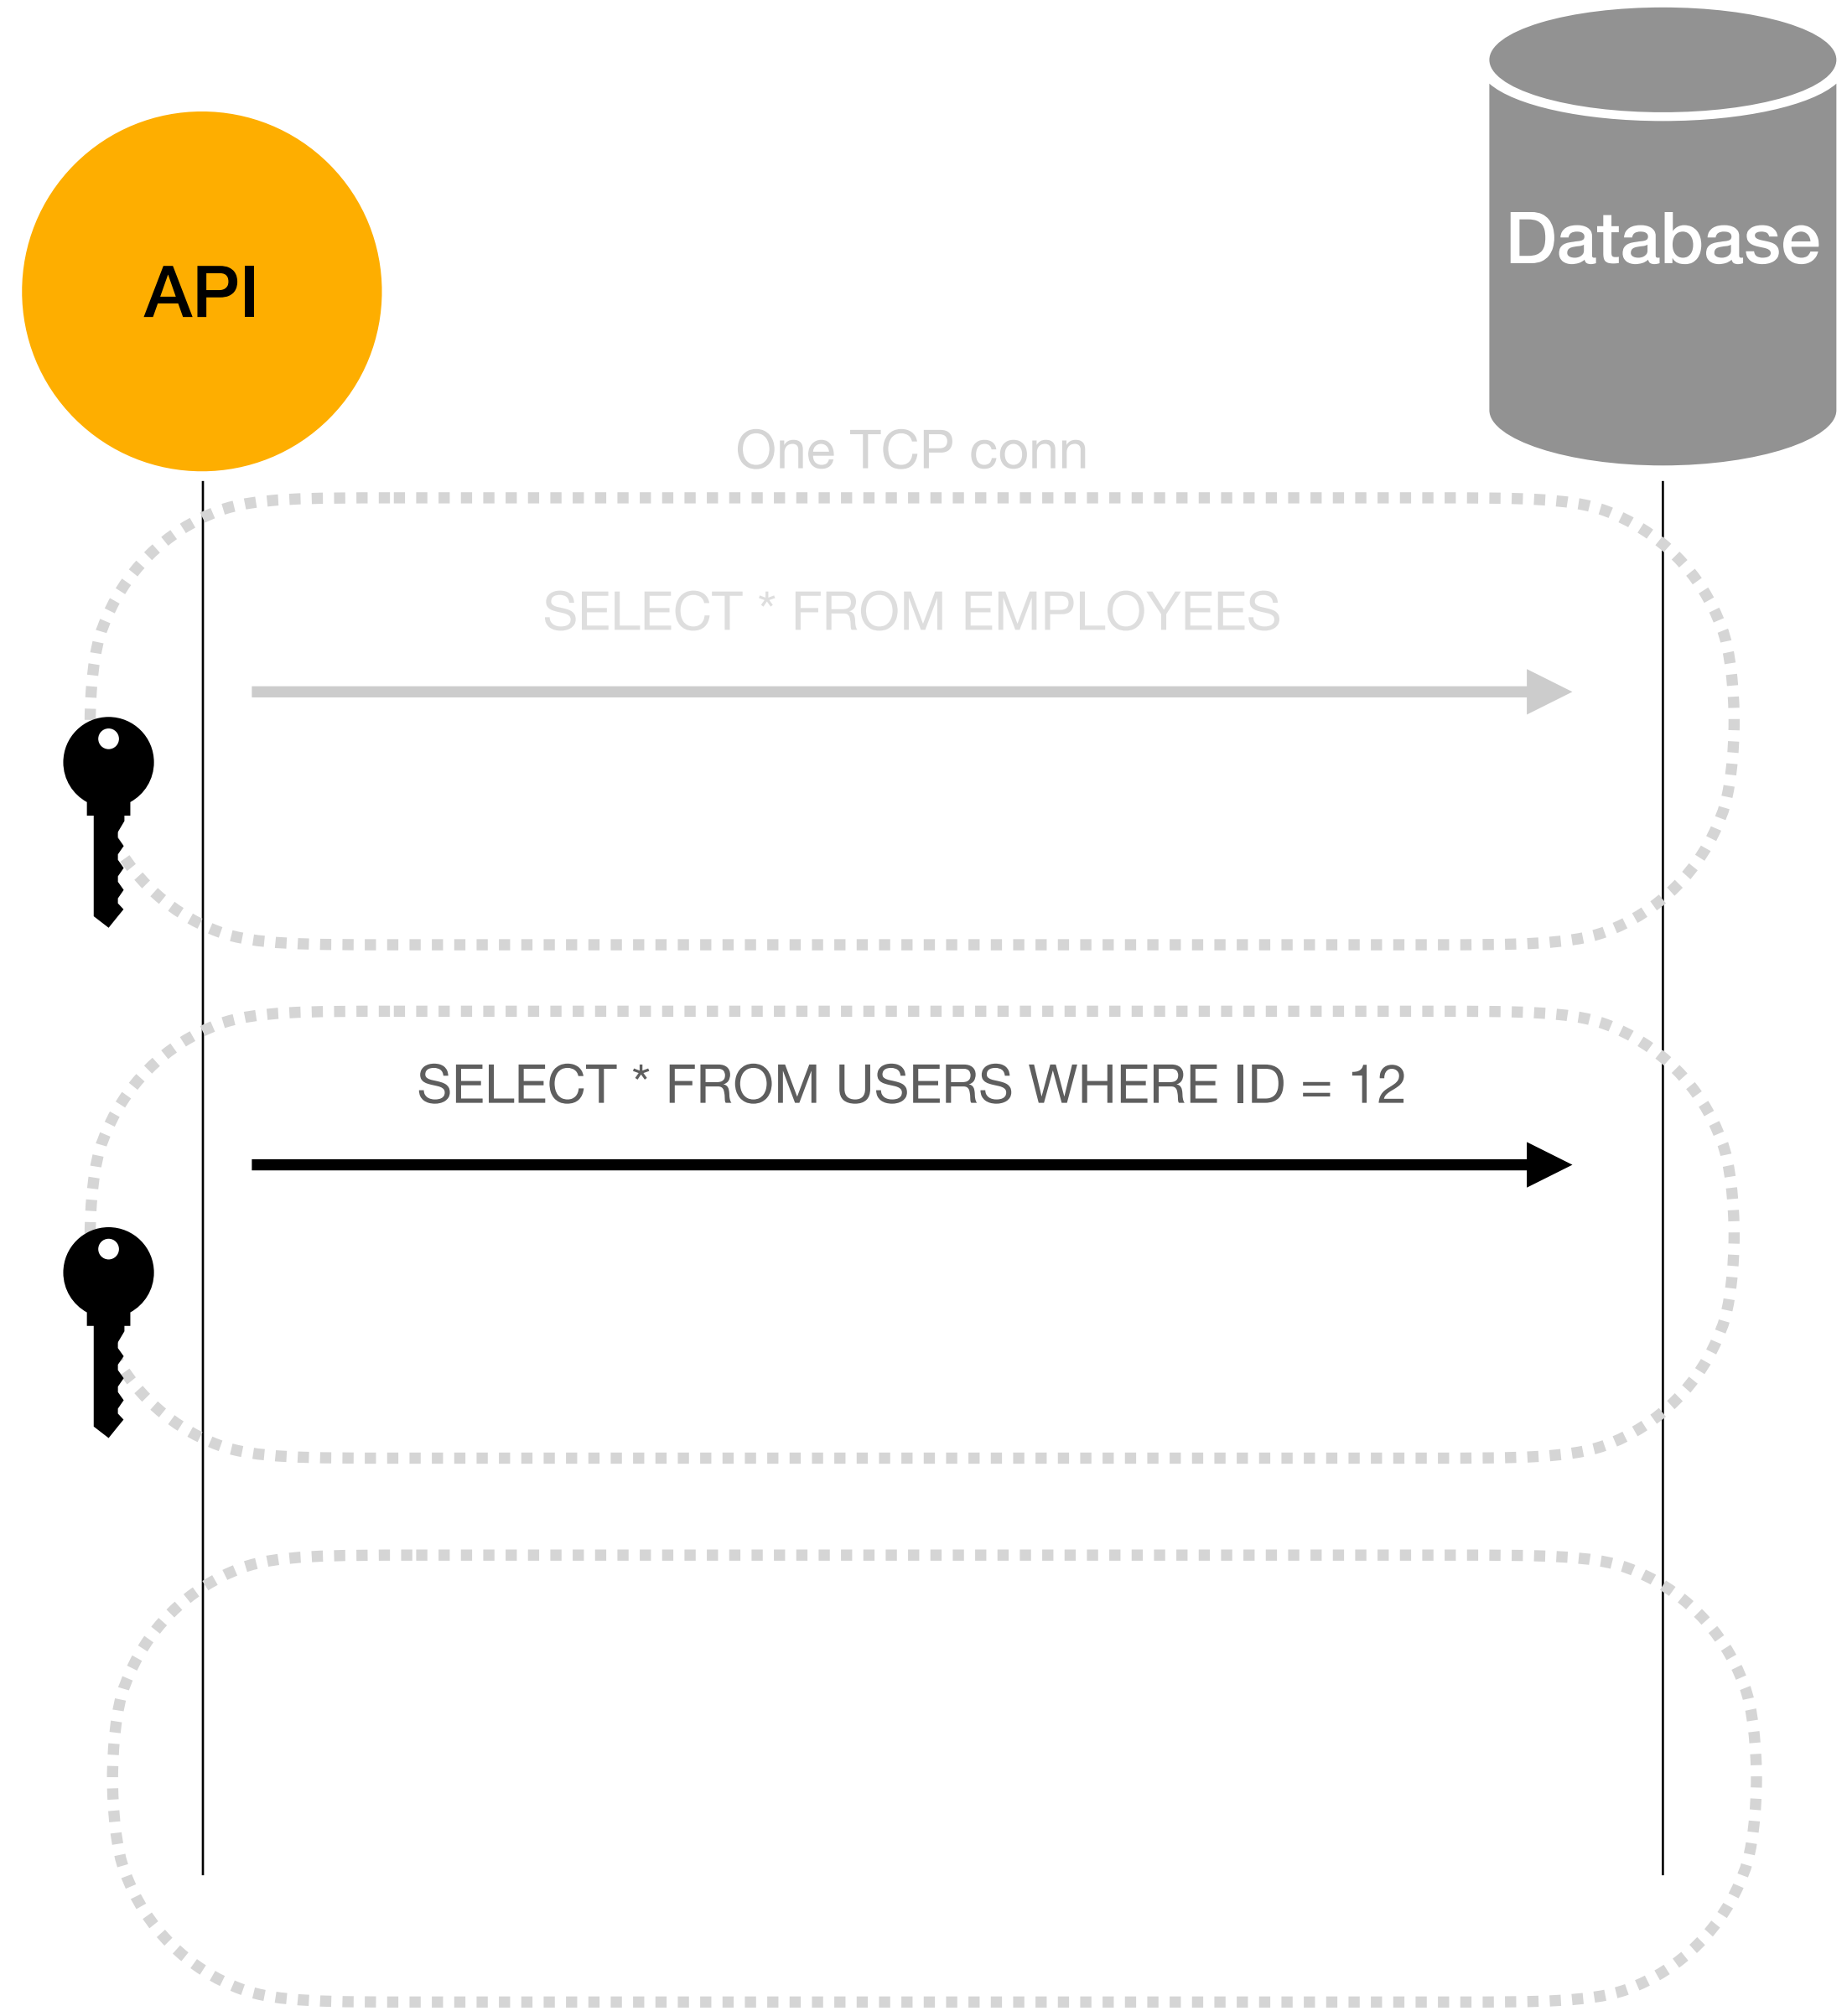 API
Database
One TCP conn
SELECT * FROM EMPLOYEES
SELECT * FROM USERS WHERE ID = 12